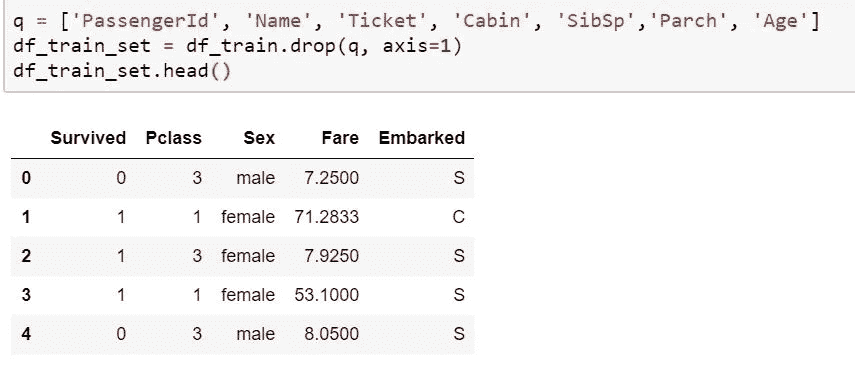 q = ['PassengerId', 'Name', 'Ticket', 'Cabin', 'SibSp','Parch', 'Age']
df_train_set = df_train.drop(q, axis=1)
df_train_set.head()
Survived Pclass Sex Fare Embarked
0 0 3 male 7.2500 S
1 1 1 female 71.2833 C
2 1 3 female 7.9250 S
3 1 1 female 53.1000 S
4 0 3 male 8.0500 S